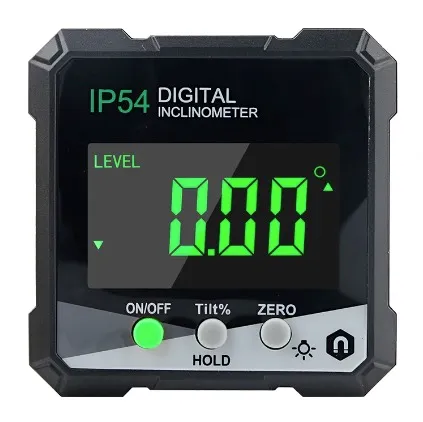 IP54 DIGITAL
INCLINOMETER
LEVEL
0.00°
ON/OFF Tilt% ZERO
HOLD